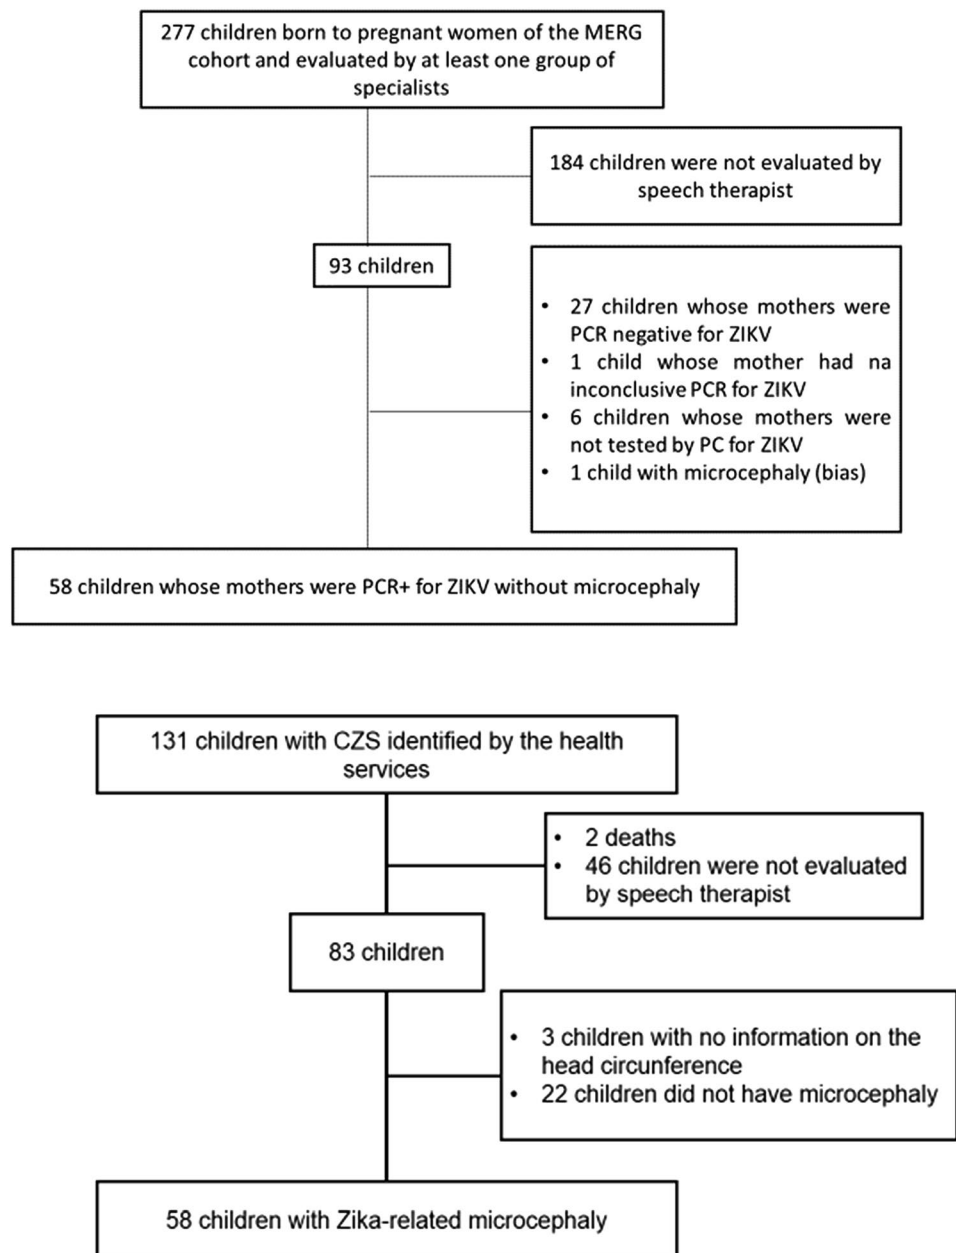 277 children born to pregnant women of the MERG
cohort and evaluated by at least one group of
specialists
184 children were not evaluated by
speech therapist
93 children
• 27 children whose mothers were
PCR negative for ZIKV
• 1 child whose mother had na
inconclusive PCR for ZIKV
• 6 children whose mothers were
not tested by PC for ZIKV
• 1 child with microcephaly (bias)
58 children whose mothers were PCR+ for ZIKV without microcephaly
131 children with CZS identified by the health
services
• 2 deaths
• 46 children were not evaluated
by speech therapist
83 children
• 3 children with no information on the
head circunference
• 22 children did not have microcephaly
58 children with Zika-related microcephaly